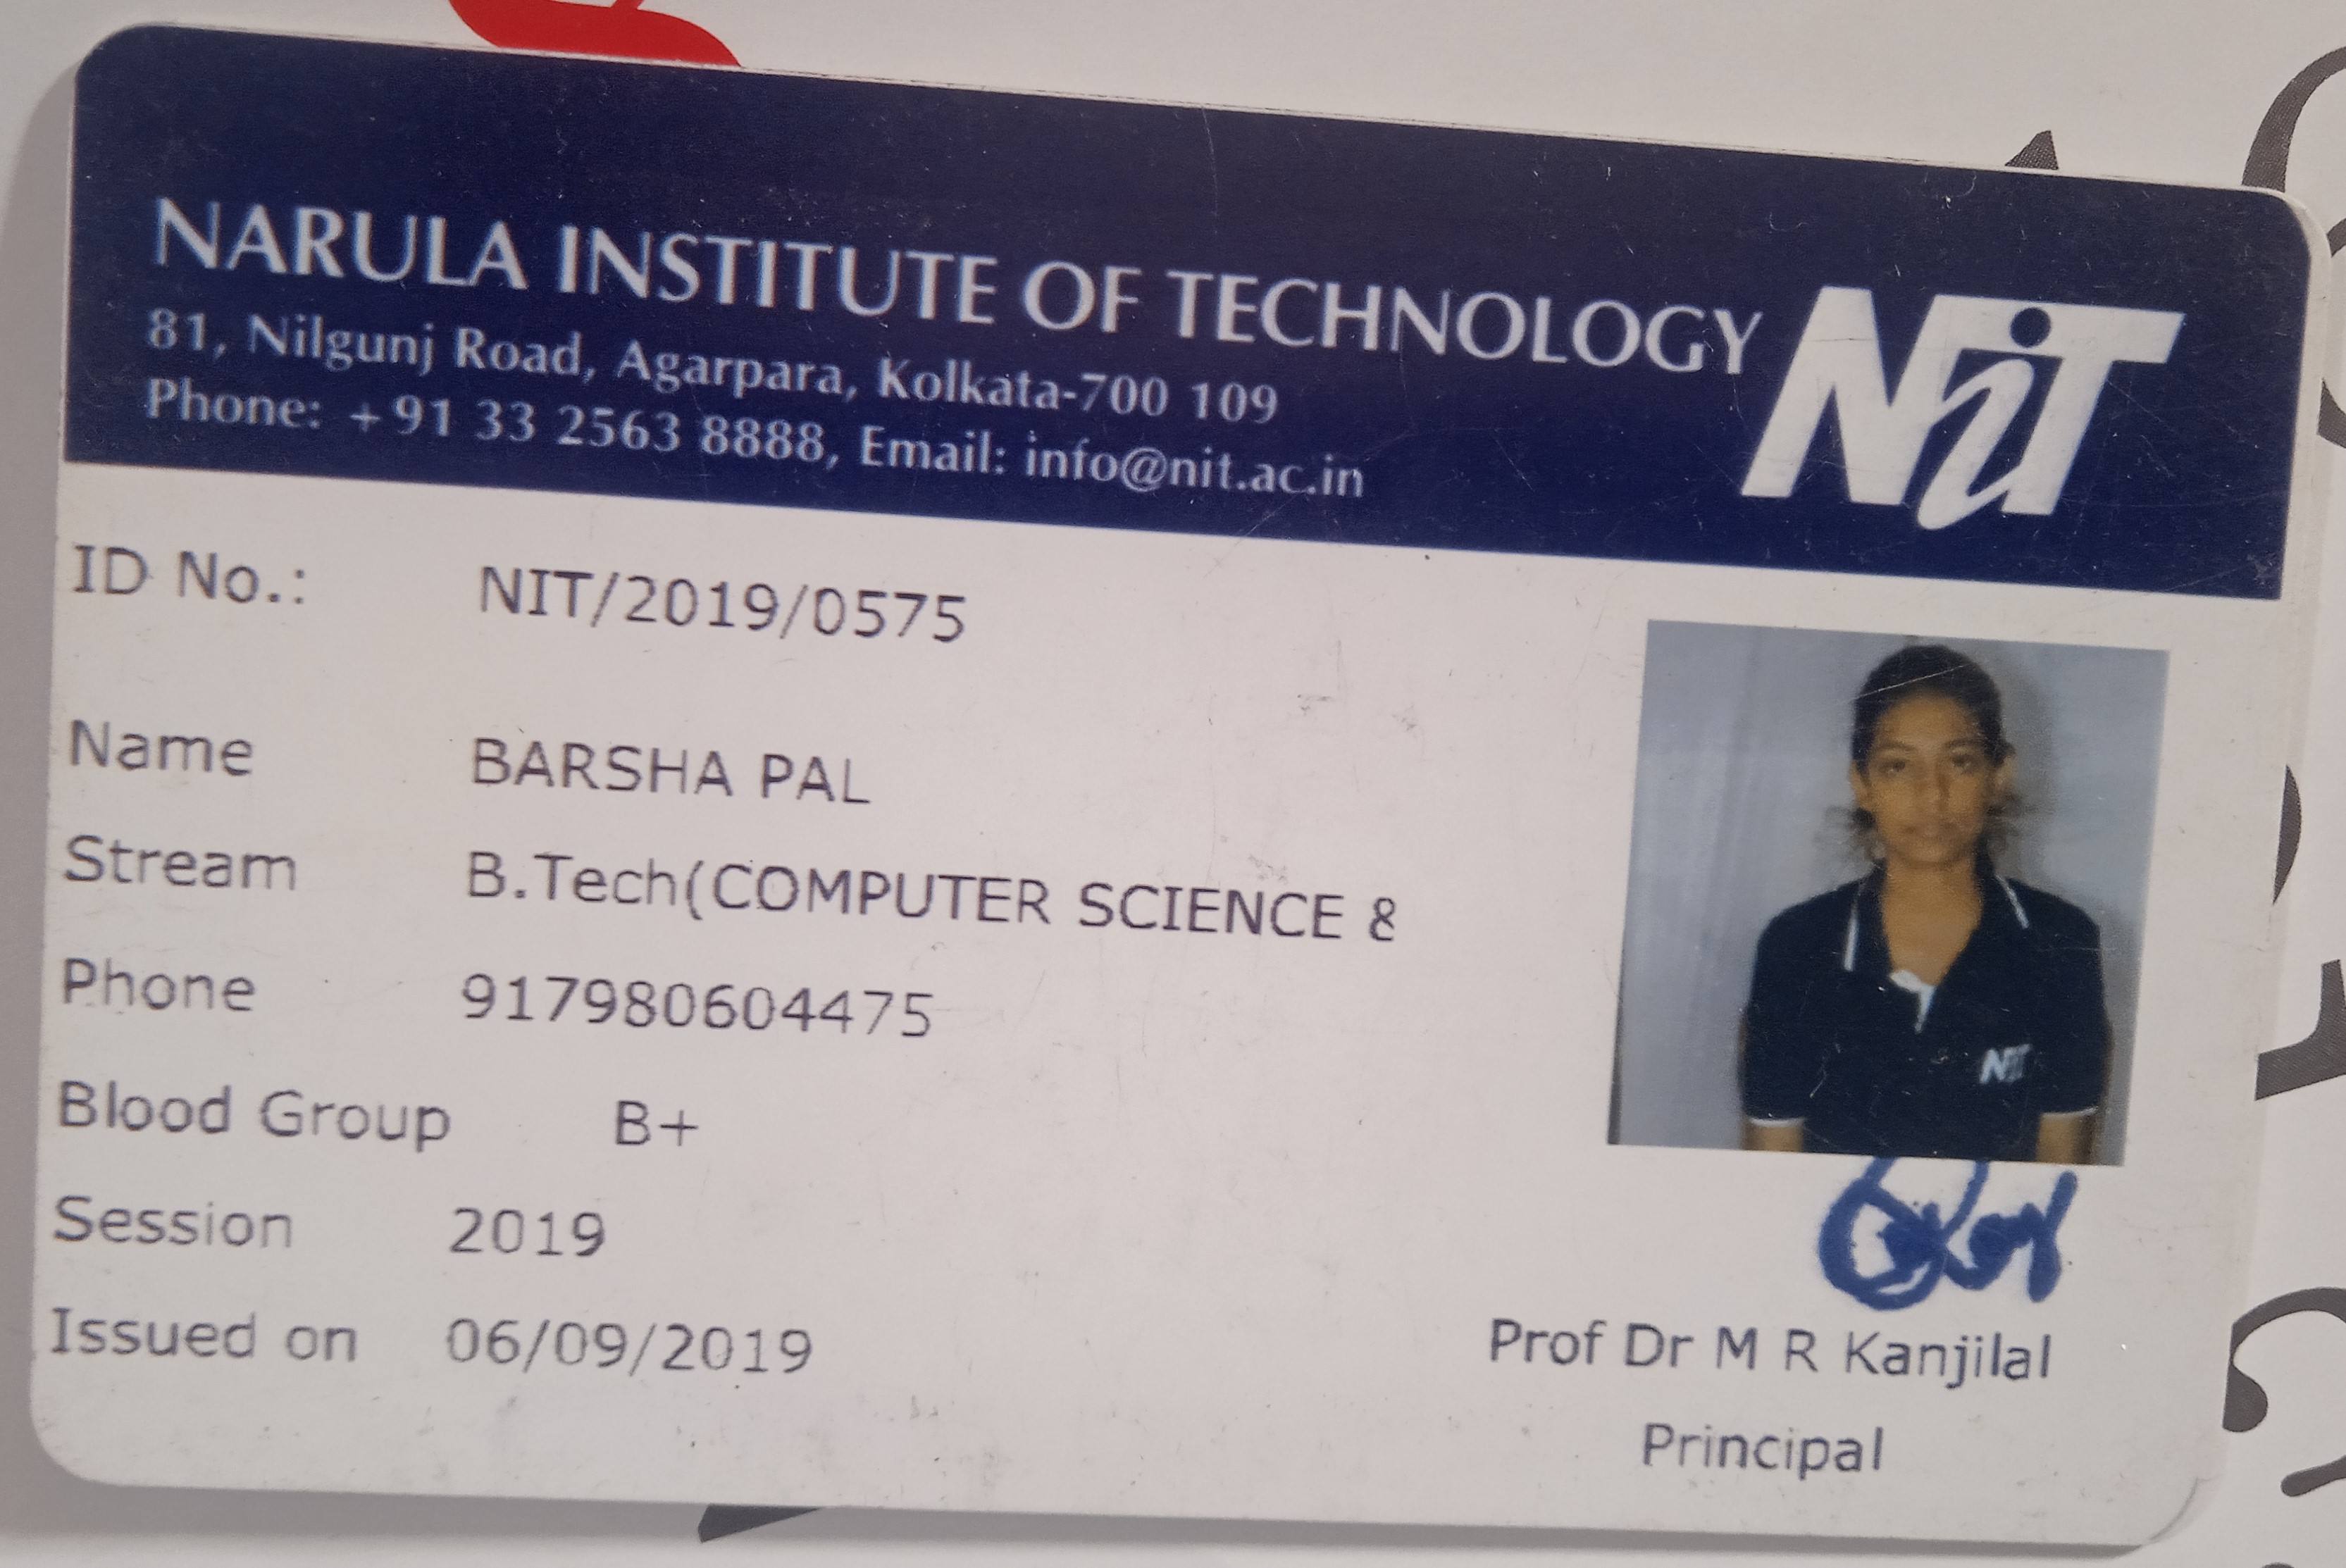 NARULA INSTITUTE OF TECHNOLOGY
81, Nilgunj Road, Agarpara, Kolkata-700 109
Phone: +91 33 2563 8888, Email: info@nit.ac.in
NiT
ID No.: NIT/2019/0575
Name BARSHA PAL
Stream B.Tech(COMPUTER SCIENCE &
Phone 917980604475
Blood Group B+
Session 2019
Issued on 06/09/2019
NiT
Prof Dr M R Kanjilal
Principal